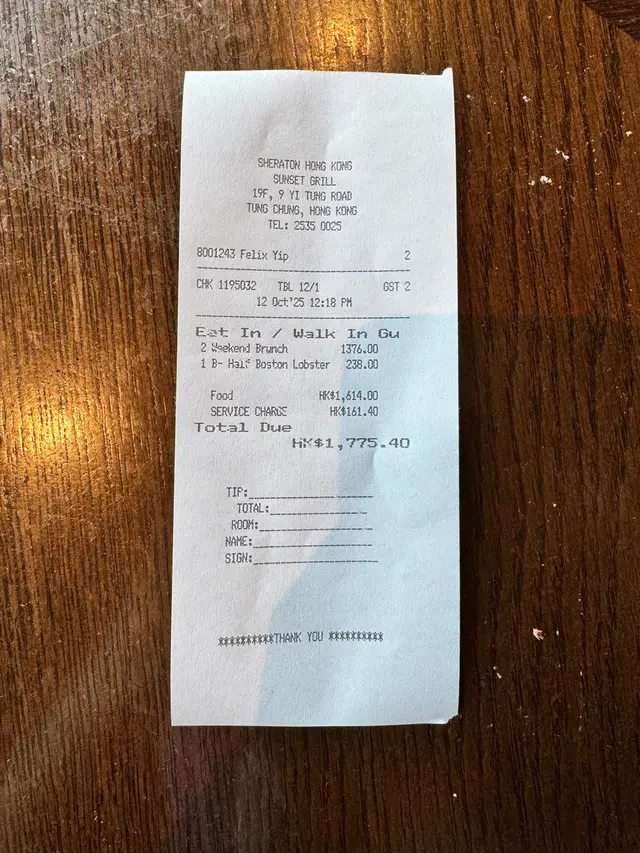 SHERATON HONG KONG
SUNSET GRILL
19F, 9 YI TUNG ROAD
TUNG CHUNG, HONG KONG
TEL: 2535 0025
8001243 Felix Yip 2
CHK 1195032 TBL 12/1 GST 2
12 Oct'25 12:18 PM
Eat In / Walk In Gu
2 Weekend Brunch 1376.00
1 B- Half Boston Lobster 238.00
Food HK$1,614.00
SERVICE CHARGE HK$161.40
Total Due
HK$1,775.40
TIP:
TOTAL:
ROOM:
NAME:
SIGN:
**********THANK YOU **********